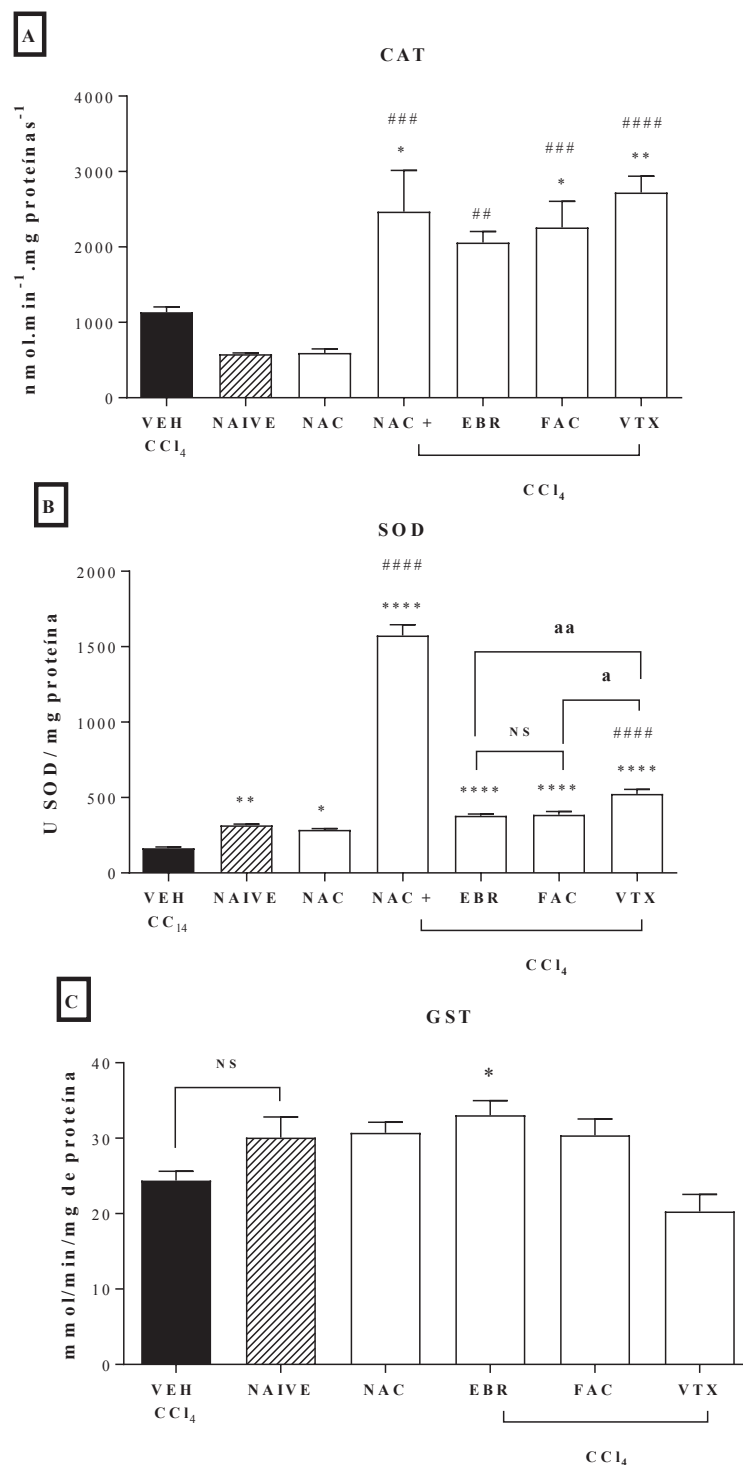 A
CAT
nmol.min⁻¹.mg proteínas⁻¹
4000
3000
2000
1000
0
###
*
##
###
*
####
**
VEH CCl₄
NAIVE
NAC
NAC +
EBR
FAC
VTX
CCl₄
B
SOD
U SOD/mg proteína
2000
1500
1000
500
0
**
*
####
****
****
****
####
****
aa
a
NS
VEH CC₁₄
NAIVE
NAC
NAC +
EBR
FAC
VTX
CCl₄
C
GST
mmol/min/mg de proteína
40
30
20
10
0
NS
*
VEH CCl₄
NAIVE
NAC
EBR
FAC
VTX
CCl₄